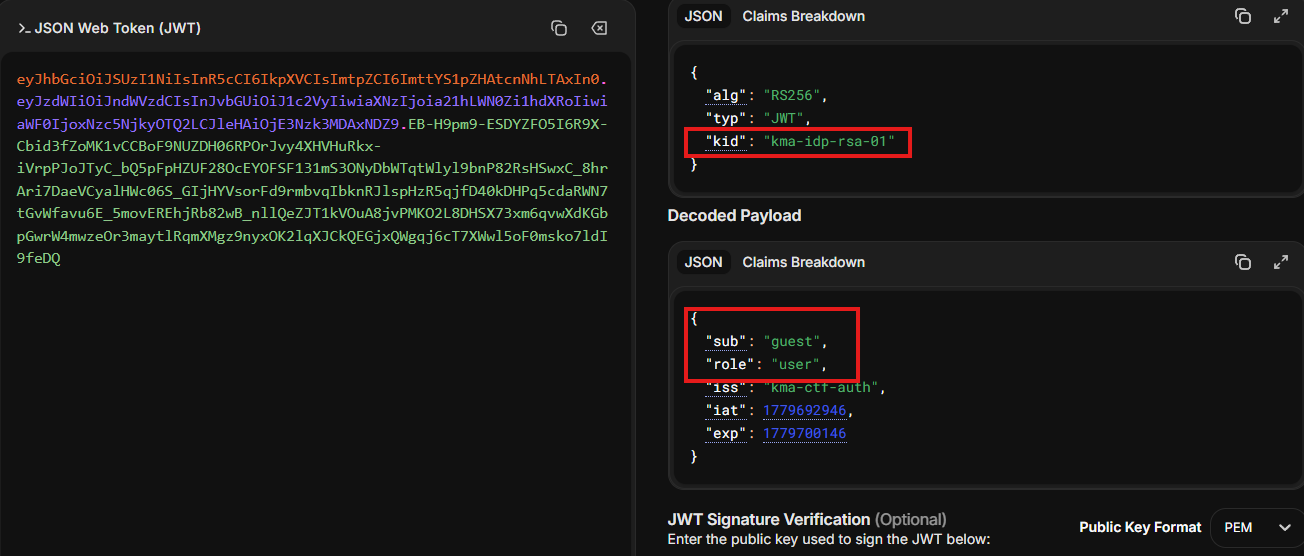 >_ JSON Web Token (JWT)
eyJhbGciOiJSUzI1NiIsInR5cCI6IkpXVCIsImtpZCI6ImttYS1pZHAtcnNhLTAxIn0.
eyJzdWIiOiJndWVzdCIsInJvbGUiOiJ1c2VyIiwiaXNzIjoia21hLWN0Zi1hdXRoIiwi
aWF0IjoxNzc5NjkyOTQ2LCJleHAiOjE3Nzk3MDAxNDZ9.EB-H9pm9-ESDYZFO5I6R9X-
Cbid3fZoMK1vCCBoF9NUZDH06RPOrJvy4XHVHuRkx-
iVrpPJoJTyC_bQ5pFpHZUF28OcEYOFSF131mS3ONyDbWTqtWlyl9bnP82RsHSwxC_8hr
Ari7DaeVCyalHWc06S_GIjHYVsorFd9rmbvqIbknRJlspHzR5qjfD40kDHPq5cdaRWN7
tGvWfavu6E_5movEREhjRb82wB_nllQeZJT1kVOuA8jvPMKO2L8DHSX73xm6qvwXdKGb
pGwrW4mwzeOr3maytlRqmXMgz9nyxOK2lqXJCkQEGjxQWgqj6cT7XWwl5oF0msko7ldI
9feDQ
JSON Claims Breakdown
{
"alg": "RS256",
"typ": "JWT",
"kid": "kma-idp-rsa-01"
}
Decoded Payload
JSON Claims Breakdown
{
"sub": "guest",
"role": "user",
"iss": "kma-ctf-auth",
"iat": 1779692946,
"exp": 1779700146
}
JWT Signature Verification (Optional)
Enter the public key used to sign the JWT below:
Public Key Format PEM